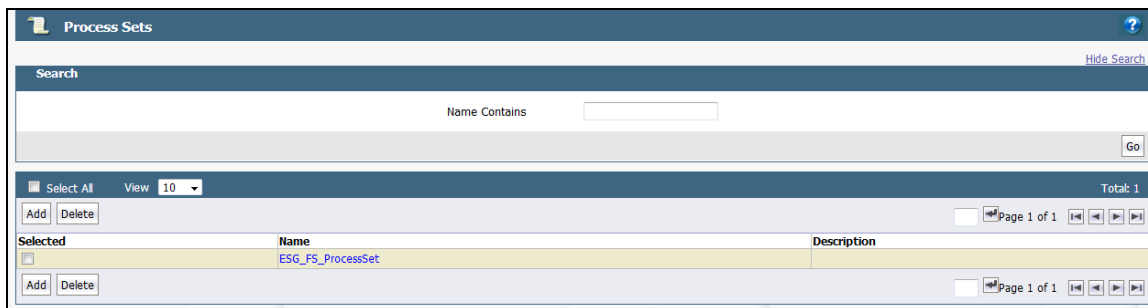 Process Sets
?
Hide Search
Search
Name Contains
Go
Select All View 10 Total: 1
Add Delete Page 1 of 1
Selected Name Description
ESG_FS_ProcessSet
Add Delete Page 1 of 1